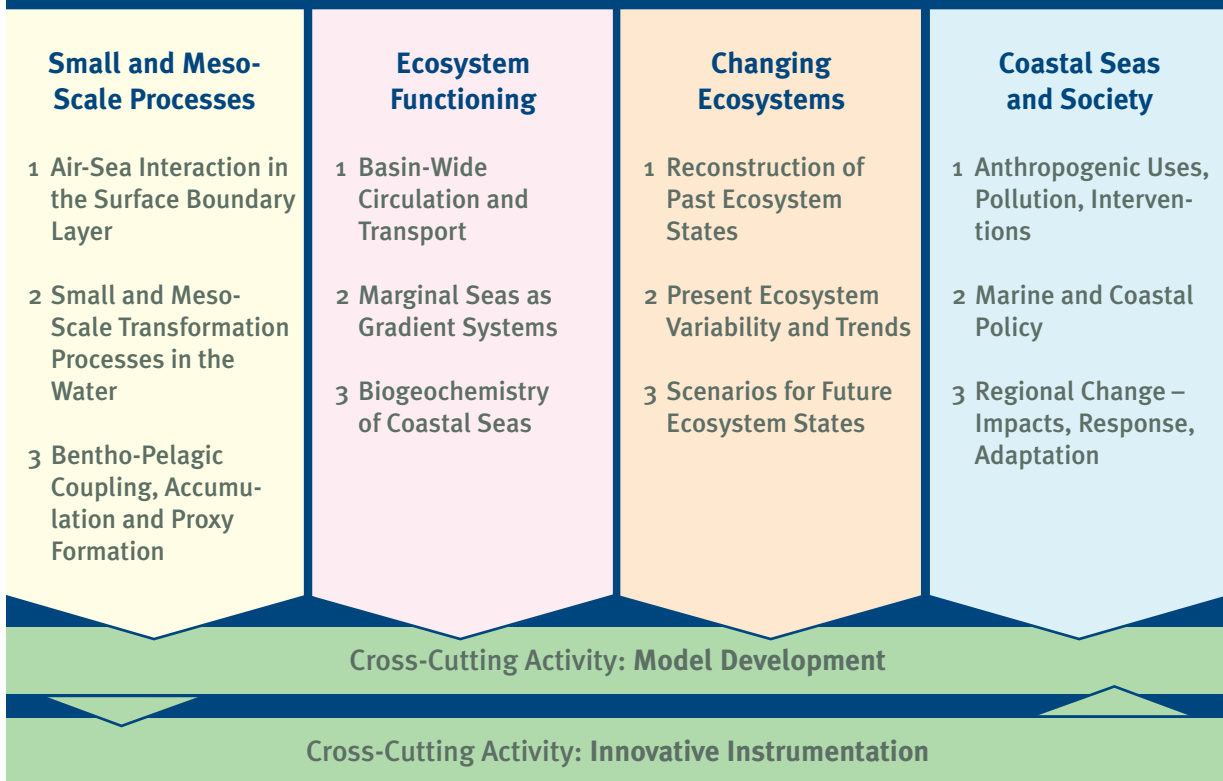 Small and Meso-
Scale Processes
1 Air-Sea Interaction in
the Surface Boundary
Layer
2 Small and Meso-
Scale Transformation
Processes in the
Water
3 Bentho-Pelagic
Coupling, Accumu-
lation and Proxy
Formation
Ecosystem
Functioning
1 Basin-Wide
Circulation and
Transport
2 Marginal Seas as
Gradient Systems
3 Biogeochemistry
of Coastal Seas
Changing
Ecosystems
1 Reconstruction of
Past Ecosystem
States
2 Present Ecosystem
Variability and Trends
3 Scenarios for Future
Ecosystem States
Coastal Seas
and Society
1 Anthropogenic Uses,
Pollution, Interven-
tions
2 Marine and Coastal
Policy
3 Regional Change –
Impacts, Response,
Adaptation
Cross-Cutting Activity: Model Development
Cross-Cutting Activity: Innovative Instrumentation